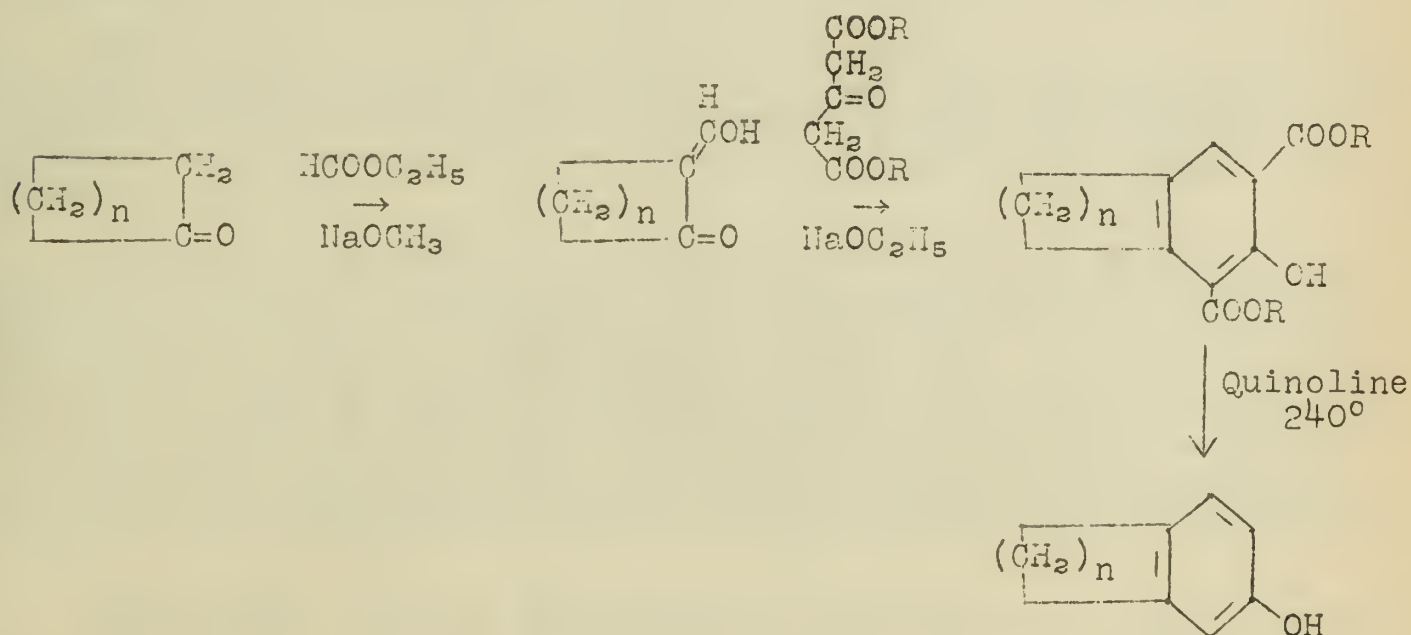 CH₂
(CH₂)ₙ
C=O
HCOOC₂H₅
→
NaOCH₃
H
COH
C
(CH₂)ₙ
C=O
COOR
CH₂
C=O
CH₂
COOR
→
NaOC₂H₅
COOR
(CH₂)ₙ
OH
COOR
Quinoline
240°
(CH₂)ₙ
OH